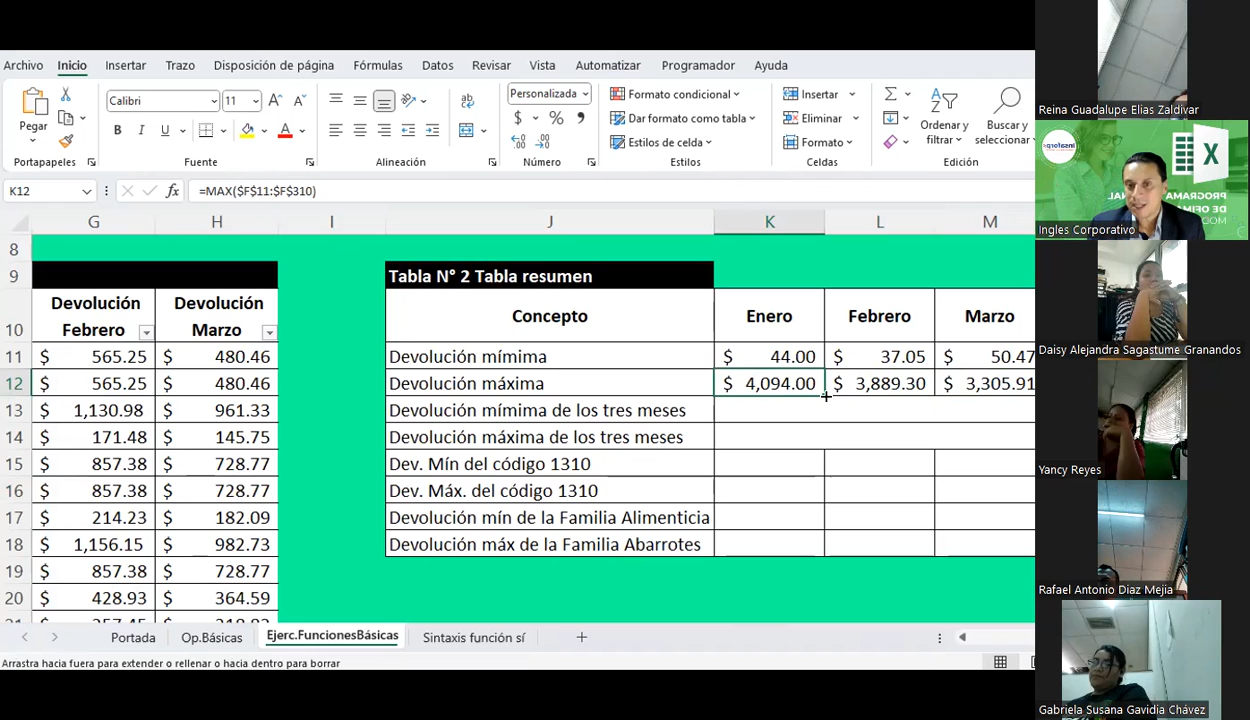 Archivo Inicio Insertar Trazo Disposición de página Fórmulas Datos Revisar Vista Automatizar Programador Ayuda
Pegar
Portapapeles
Calibri 11
N K S
Fuente
Alineación
Personalizada
$ % 
Número
Formato condicional
Dar formato como tabla
Estilos de celda
Estilos
Insertar
Eliminar
Formato
Celdas
Ordenar y filtrar
Buscar y seleccionar
Edición
K12 fx =MAX($F$11:$F$310)
G H I J K L M
8
9 Tabla N° 2 Tabla resumen
10 Devolución Febrero Devolución Marzo Concepto Enero Febrero Marzo
11 $ 565.25 $ 480.46 Devolución mímima $ 44.00 $ 37.05 $ 50.47
12 $ 565.25 $ 480.46 Devolución máxima $ 4,094.00 $ 3,889.30 $ 3,305.91
13 $ 1,130.98 $ 961.33 Devolución mímima de los tres meses
14 $ 171.48 $ 145.75 Devolución máxima de los tres meses
15 $ 857.38 $ 728.77 Dev. Mín del código 1310
16 $ 857.38 $ 728.77 Dev. Máx. del código 1310
17 $ 214.23 $ 182.09 Devolución mín de la Familia Alimenticia
18 $ 1,156.15 $ 982.73 Devolución máx de la Familia Abarrotes
19 $ 857.38 $ 728.77
20 $ 428.93 $ 364.59
Portada Op.Básicas Ejerc.FuncionesBásicas Sintaxis función sí
Arrastra hacia fuera para extender o rellenar o hacia dentro para borrar
Reina Guadalupe Elias Zaldivar
Ingles Corporativo
Daisy Alejandra Sagastume Granandos
Yancy Reyes
Rafael Antonio Diaz Mejia
Gabriela Susana Gavidia Chávez